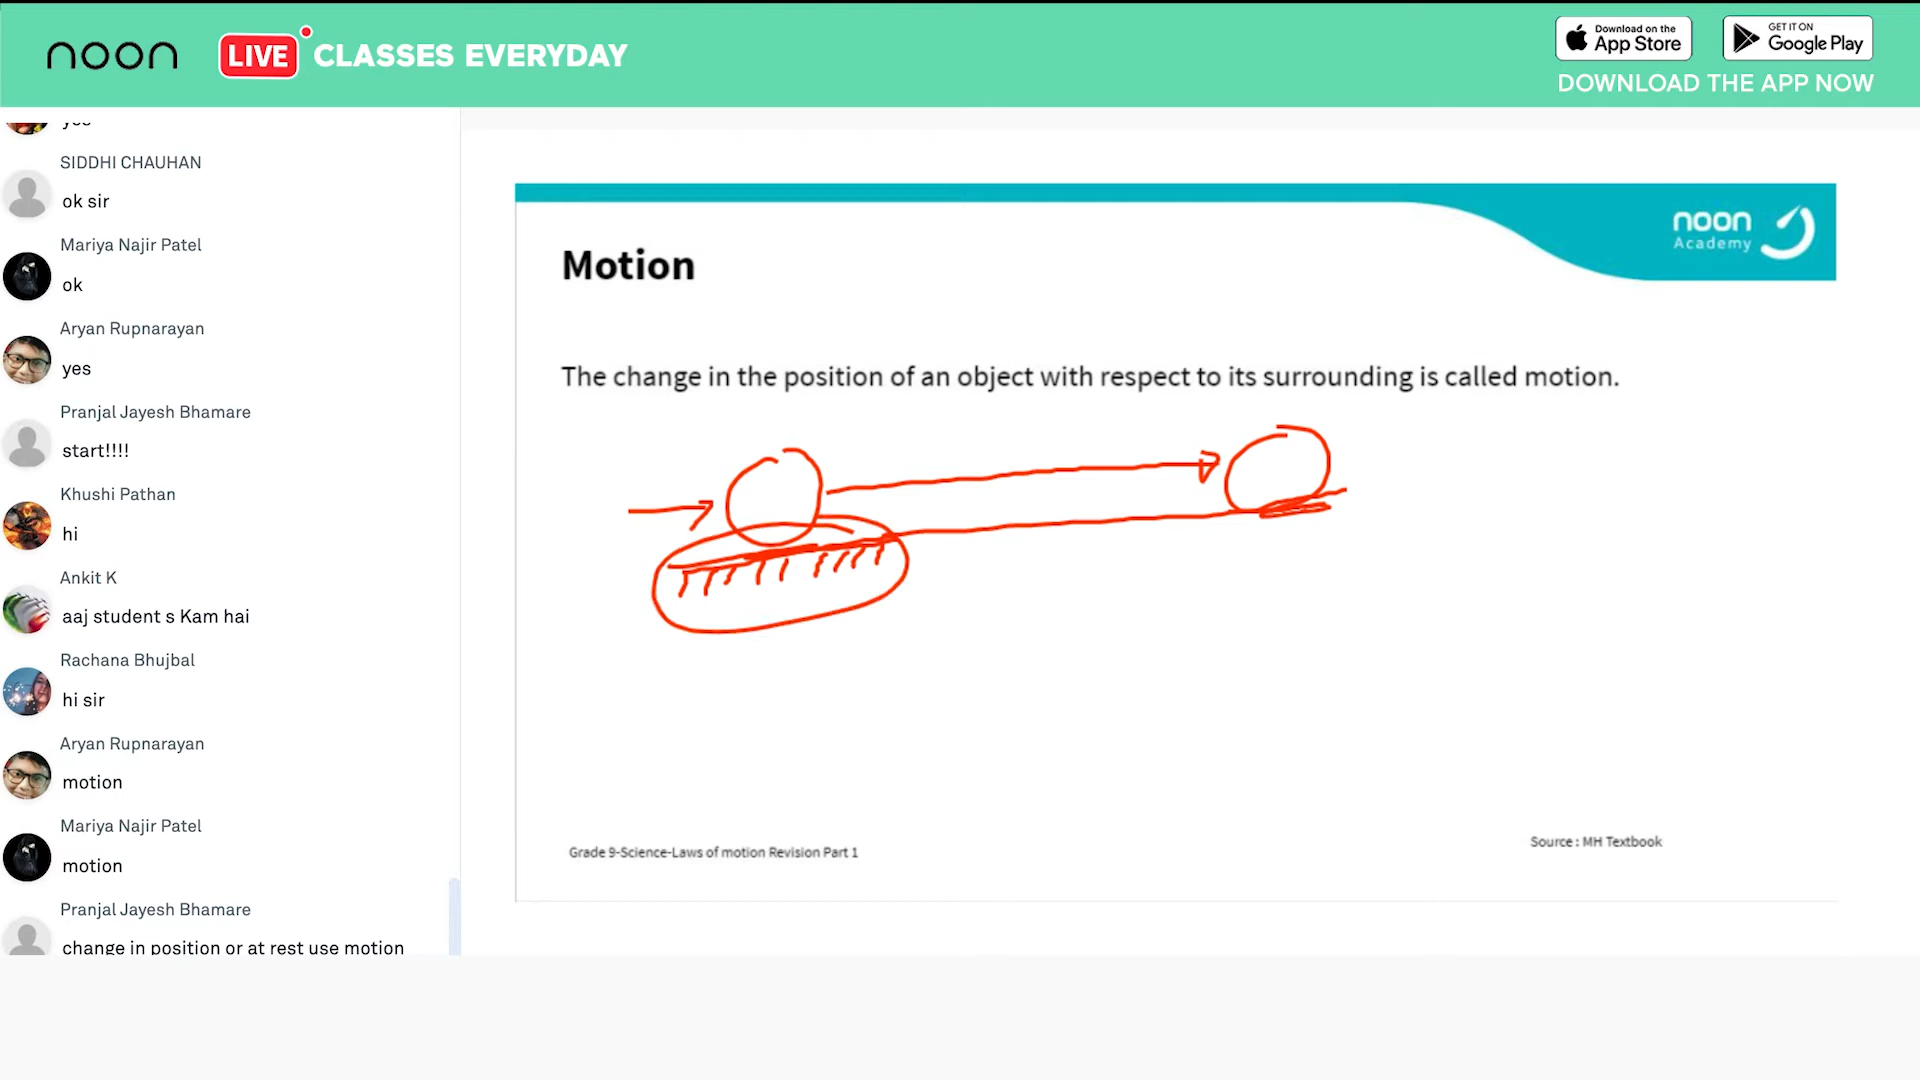 noon
LIVE CLASSES EVERYDAY
Download on the
App Store
GET IT ON
Google Play
DOWNLOAD THE APP NOW
SIDDHI CHAUHAN
ok sir
Mariya Najir Patel
ok
Aryan Rupnarayan
yes
Pranjal Jayesh Bhamare
start!!!!
Khushi Pathan
hi
Ankit K
aaj student s Kam hai
Rachana Bhujbal
hi sir
Aryan Rupnarayan
motion
Mariya Najir Patel
motion
Pranjal Jayesh Bhamare
change in position or at rest use motion
noon
Academy
Motion
The change in the position of an object with respect to its surrounding is called motion.
Grade 9-Science-Laws of motion Revision Part 1
Source : MH Textbook